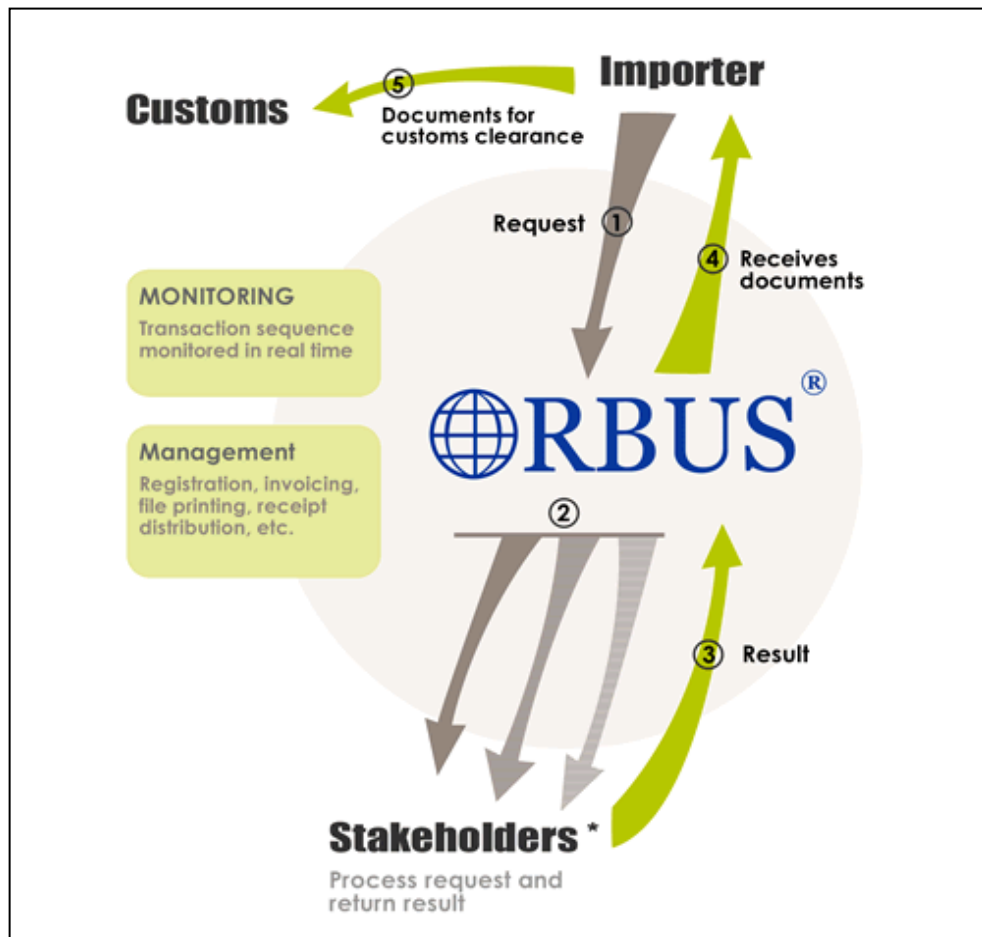 Importer
⑤
Customs
Documents for
customs clearance
Request ①
④ Receives
documents
MONITORING
Transaction sequence
monitored in real time
ORBUS®
Management
Registration, invoicing,
file printing, receipt
distribution, etc.
②
③ Result
Stakeholders *
Process request and
return result